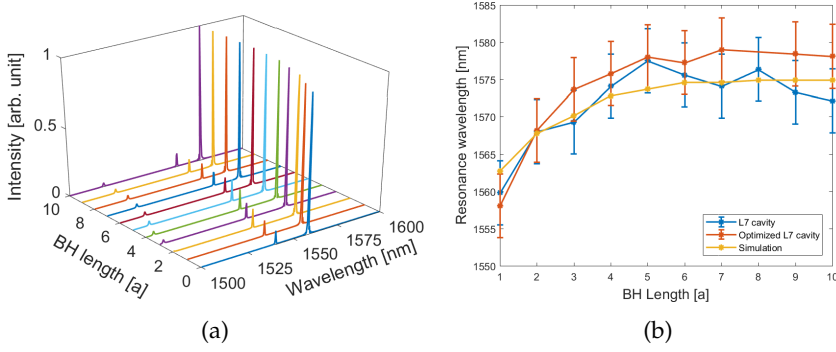 1
0.5
0
Intensity [arb. unit]
10
8
6
4
2
0
BH length [a]
1500
1525
1550
1575
1600
Wavelength [nm]
(a)
1585
1580
1575
1570
1565
1560
1555
1550
Resonance wavelength [nm]
L7 cavity
Optimized L7 cavity
Simulation
1 2 3 4 5 6 7 8 9 10
BH Length [a]
(b)